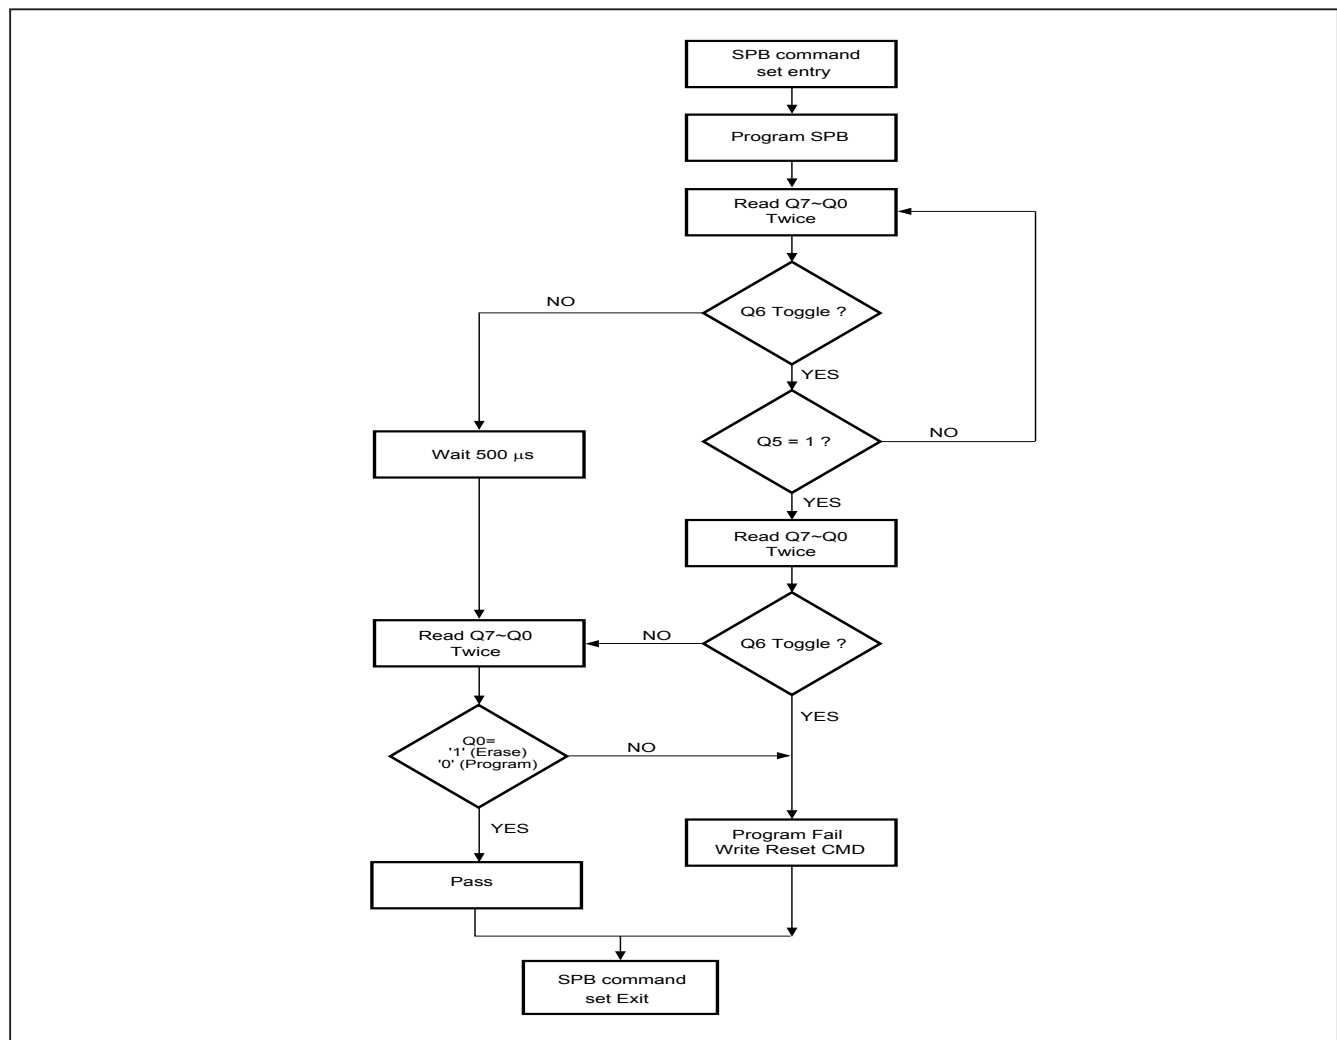 SPB command
set entry
Program SPB
Read Q7~Q0
Twice
Q6 Toggle ?
NO
YES
Q5 = 1 ?
NO
Wait 500 μs
YES
Read Q7~Q0
Twice
Q6 Toggle ?
NO
Read Q7~Q0
Twice
YES
Q0=
'1' (Erase)
'0' (Program)
NO
YES
Program Fail
Write Reset CMD
Pass
SPB command
set Exit